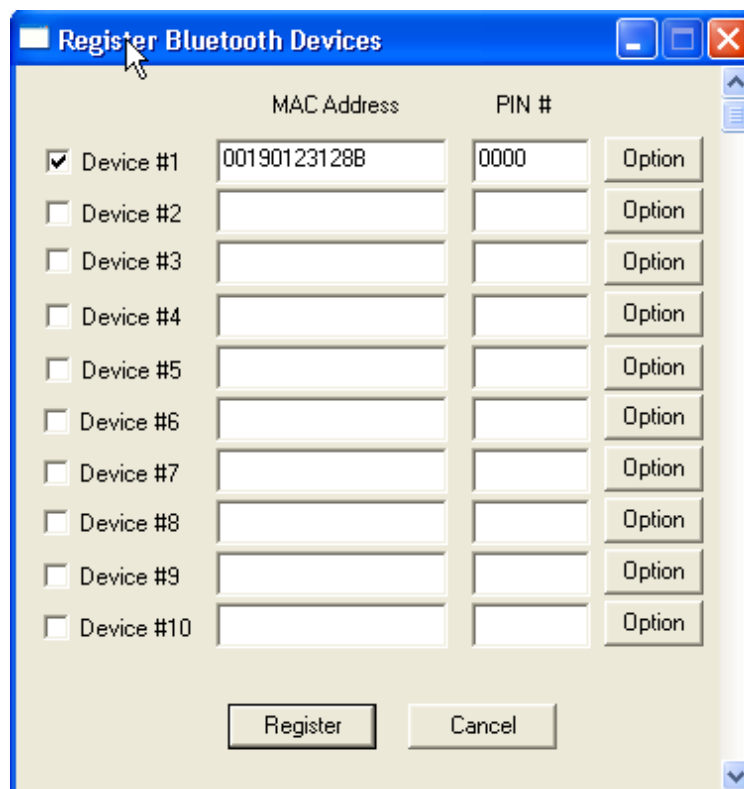 Register Bluetooth Devices
MAC Address PIN #
Device #1 00190123128B 0000 Option
Device #2 Option
Device #3 Option
Device #4 Option
Device #5 Option
Device #6 Option
Device #7 Option
Device #8 Option
Device #9 Option
Device #10 Option
Register Cancel